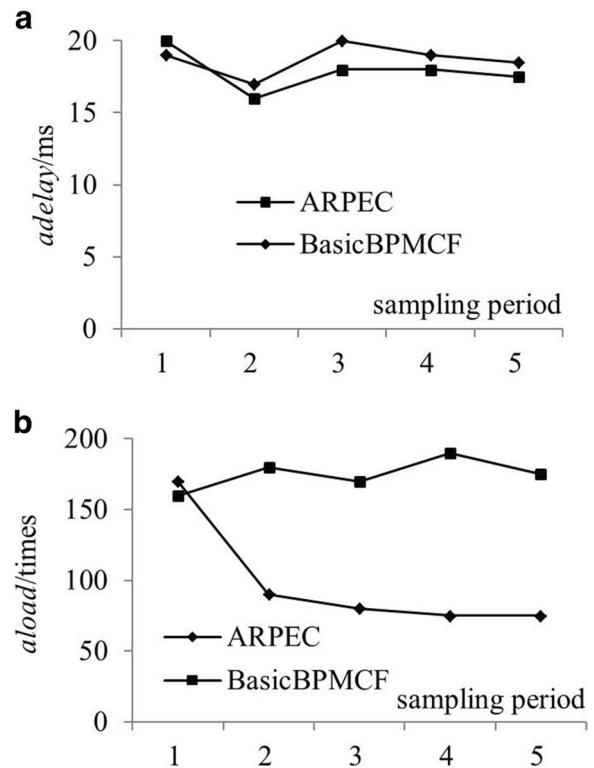 a
20
15
10
5
0
adelay/ms
ARPEC
BasicBPMCF
sampling period
1 2 3 4 5
b
200
150
100
50
0
aload/times
ARPEC
BasicBPMCF
sampling period
1 2 3 4 5